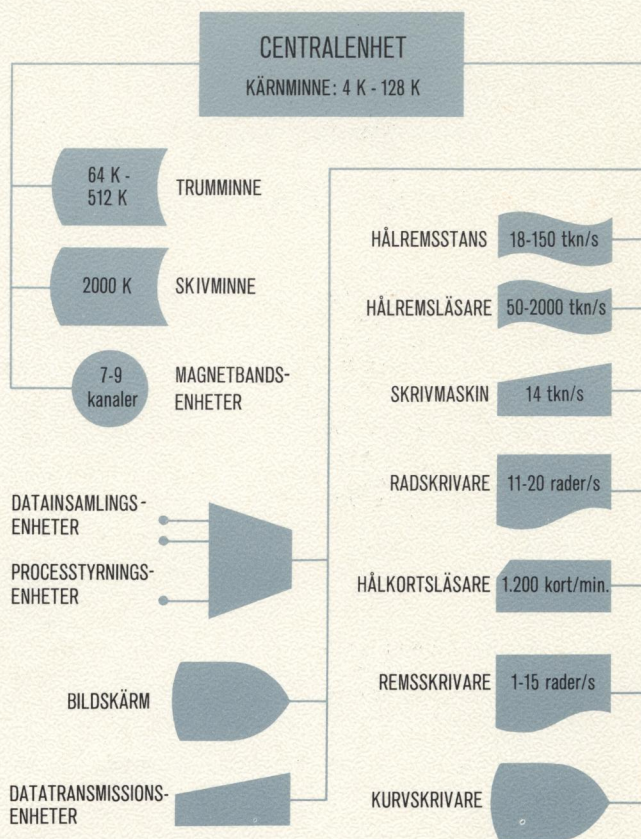 CENTRALENHET
KÄRNMINNE: 4 K - 128 K
64 K -
512 K
TRUMMINNE
2000 K
SKIVMINNE
7-9
kanaler
MAGNETBANDS-
ENHETER
DATAINSAMLINGS-
ENHETER
PROCESSTYRNINGS-
ENHETER
BILDSKÄRM
DATATRANSMISSIONS-
ENHETER
HÅLREMSSTANS
18-150 tkn/s
HÅLREMSLÄSARE
50-2000 tkn/s
SKRIVMASKIN
14 tkn/s
RADSKRIVARE
11-20 rader/s
HÅLKORTSLÄSARE
1.200 kort/min.
REMSSKRIVARE
1-15 rader/s
KURVSKRIVARE